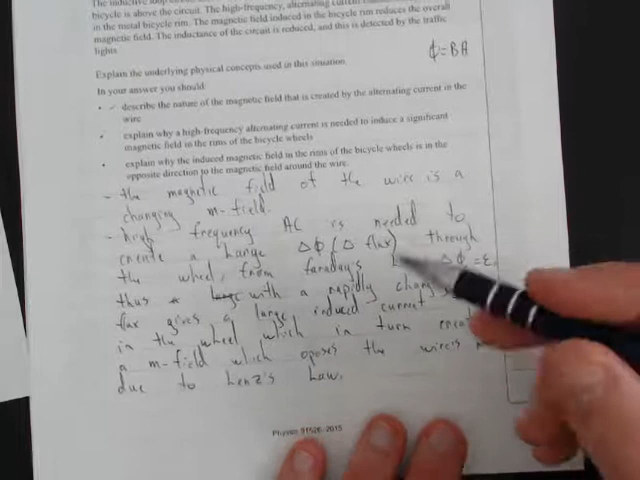 bicycle is above the circuit. The high-frequency, alternating current
in the metal bicycle rim. The magnetic field induced in the bicycle rim reduces the overall
magnetic field. The inductance of the circuit is reduced, and this is detected by the traffic
lights.
ϕ = BA
Explain the underlying physical concepts used in this situation.
In your answer you should:
• describe the nature of the magnetic field that is created by the alternating current in the
wire
• explain why a high-frequency alternating current is needed to induce a significant
magnetic field in the rims of the bicycle wheels
• explain why the induced magnetic field in the rims of the bicycle wheels is in the
opposite direction to the magnetic field around the wire.
- the magnetic field of the wire is a
changing m-field.
- high frequency AC is needed to
create a large Δϕ (Δ flux) through
the wheel, from faradays Δϕ = ε.
thus with a rapidly
flux gives a large induced current
in the wheel which in turn
a m-field which oposes the wire's
due to Lenz's Law.
Physics 91526, 2015